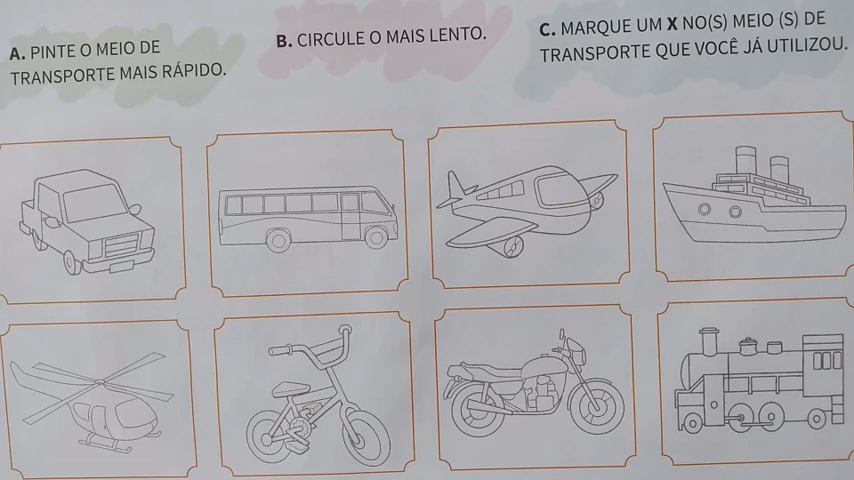 A. PINTE O MEIO DE
TRANSPORTE MAIS RÁPIDO.
B. CIRCULE O MAIS LENTO.
C. MARQUE UM X NO(S) MEIO (S) DE
TRANSPORTE QUE VOCÊ JÁ UTILIZOU.